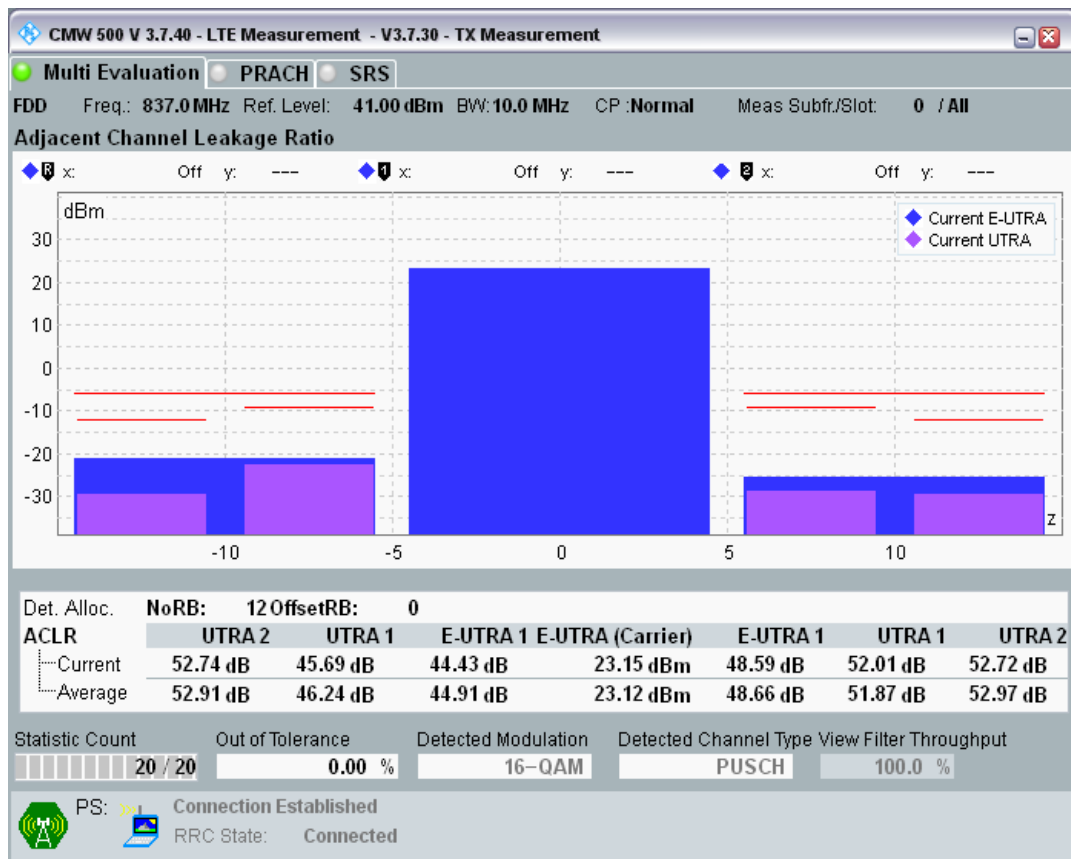 CMW 500 V 3.7.40 - LTE Measurement - V3.7.30 - TX Measurement
Multi Evaluation PRACH SRS
FDD Freq.: 837.0 MHz Ref. Level: 41.00 dBm BW: 10.0 MHz CP :Normal Meas Subfr./Slot: 0 / All
Adjacent Channel Leakage Ratio
R x: Off y: --- 1 x: Off y: --- 2 x: Off y: ---
dBm
Current E-UTRA
Current UTRA
30
20
10
0
-10
-20
-30
z
-10 -5 0 5 10
Det. Alloc. NoRB: 12 OffsetRB: 0
ACLR UTRA 2 UTRA 1 E-UTRA 1 E-UTRA (Carrier) E-UTRA 1 UTRA 1 UTRA 2
Current 52.74 dB 45.69 dB 44.43 dB 23.15 dBm 48.59 dB 52.01 dB 52.72 dB
Average 52.91 dB 46.24 dB 44.91 dB 23.12 dBm 48.66 dB 51.87 dB 52.97 dB
Statistic Count Out of Tolerance Detected Modulation Detected Channel Type View Filter Throughput
20 / 20 0.00 % 16-QAM PUSCH 100.0 %
PS: Connection Established
RRC State: Connected